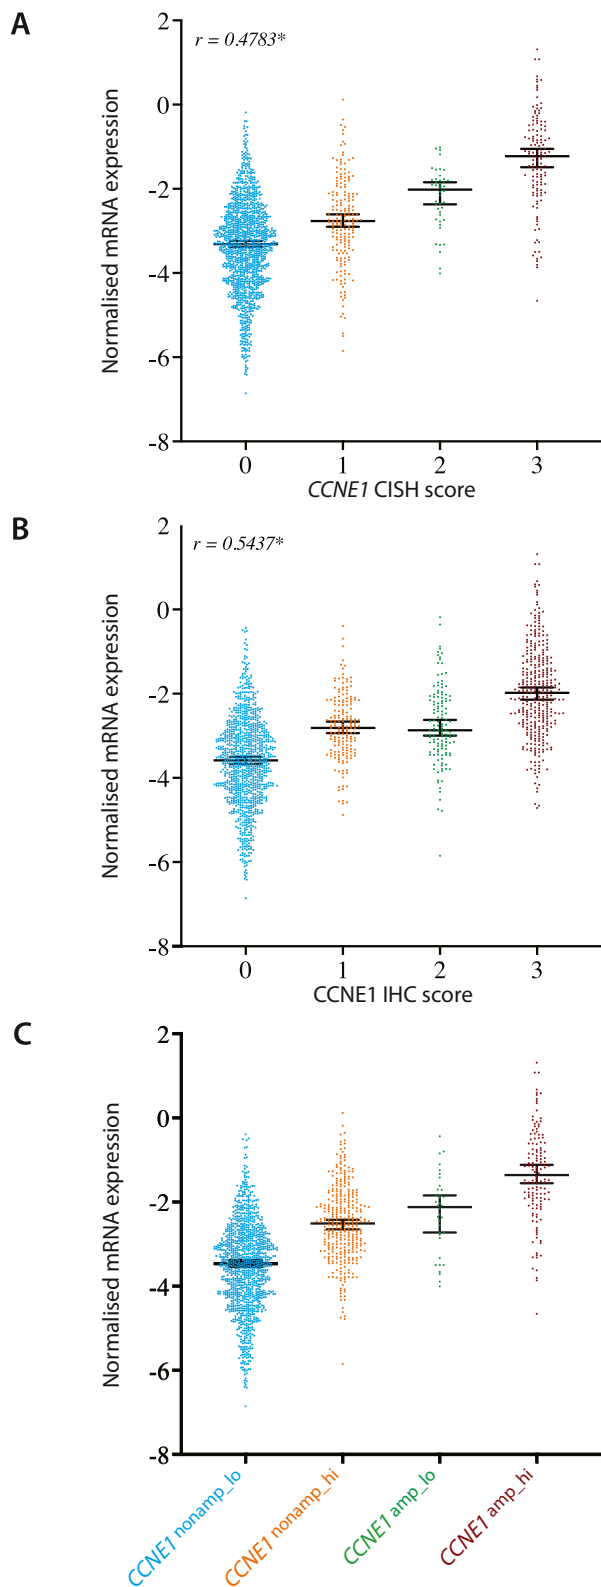 A
r = 0.4783*
Normalised mRNA expression
2
0
−2
−4
−6
−8
0 1 2 3
CCNE1 CISH score
B
r = 0.5437*
Normalised mRNA expression
2
0
−2
−4
−6
−8
0 1 2 3
CCNE1 IHC score
C
Normalised mRNA expression
2
0
−2
−4
−6
−8
CCNE1 nonamp_lo
CCNE1 nonamp_hi
CCNE1 amp_lo
CCNE1 amp_hi